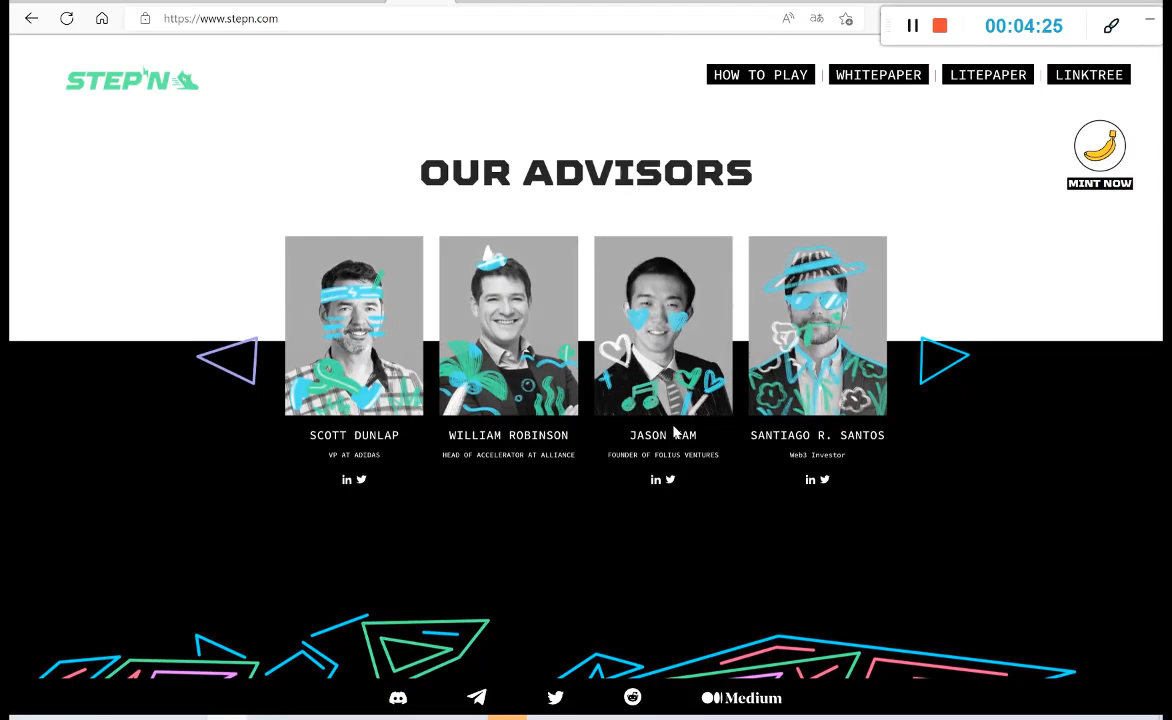 https://www.stepn.com
00:04:25
STEP'N
HOW TO PLAY
WHITEPAPER
LITEPAPER
LINKTREE
MINT NOW
OUR ADVISORS
SCOTT DUNLAP
VP AT ADIDAS
WILLIAM ROBINSON
HEAD OF ACCELERATOR AT ALLIANCE
JASON
FOUNDER OF FOLIUS VENTURES
SANTIAGO R. SANTOS
Web3 Investor
Medium